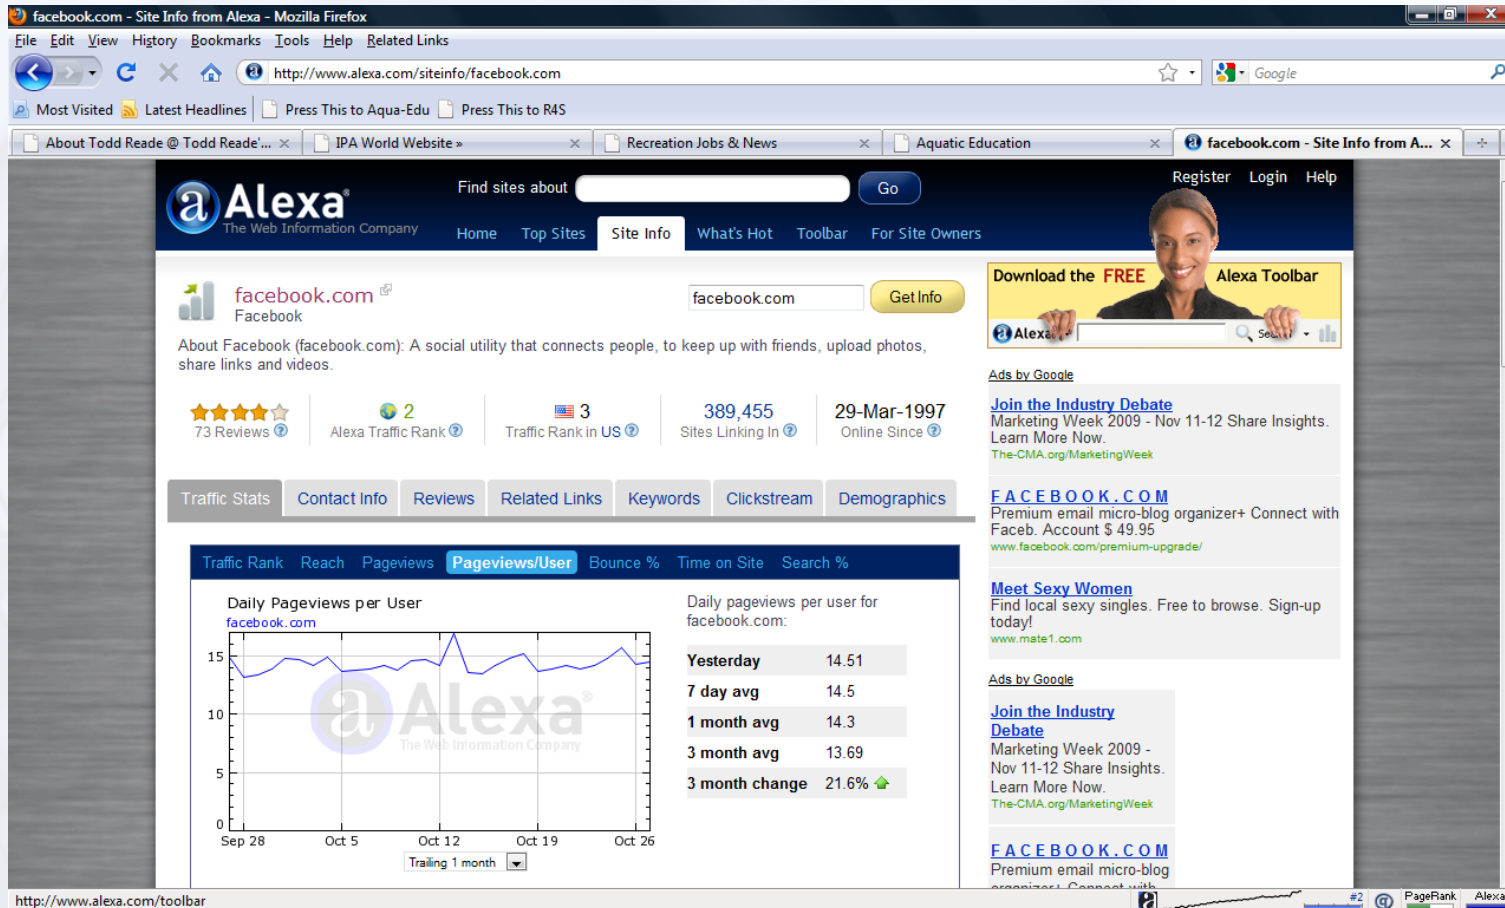 facebook.com - Site Info from Alexa - Mozilla Firefox
File Edit View History Bookmarks Tools Help Related Links
http://www.alexa.com/siteinfo/facebook.com
Google
Most Visited Latest Headlines Press This to Aqua-Edu Press This to R4S
About Todd Reade @ Todd Reade'... IPA World Website » Recreation Jobs & News Aquatic Education facebook.com - Site Info from A...
Register Login Help
a Alexa®
The Web Information Company
Find sites about Go
Home Top Sites Site Info What's Hot Toolbar For Site Owners
facebook.com
Facebook
facebook.com Get Info
About Facebook (facebook.com): A social utility that connects people, to keep up with friends, upload photos,
share links and videos.
2 3 389,455 29-Mar-1997
73 Reviews ? Alexa Traffic Rank ? Traffic Rank in US ? Sites Linking In ? Online Since ?
Traffic Stats Contact Info Reviews Related Links Keywords Clickstream Demographics
Traffic Rank Reach Pageviews Pageviews/User Bounce % Time on Site Search %
Daily Pageviews per User
facebook.com
15
10
5
0
Sep 28 Oct 5 Oct 12 Oct 19 Oct 26
a Alexa®
The Web Information Company
Trailing 1 month
Daily pageviews per user for
facebook.com:
Yesterday 14.51
7 day avg 14.5
1 month avg 14.3
3 month avg 13.69
3 month change 21.6%
Download the FREE Alexa Toolbar
a Alexa
Ads by Google
Join the Industry Debate
Marketing Week 2009 - Nov 11-12 Share Insights.
Learn More Now.
The-CMA.org/MarketingWeek
F A C E B O O K . C O M
Premium email micro-blog organizer+ Connect with
Faceb. Account $ 49.95
www.facebook.com/premium-upgrade/
Meet Sexy Women
Find local sexy singles. Free to browse. Sign-up
today!
www.mate1.com
Ads by Google
Join the Industry
Debate
Marketing Week 2009 -
Nov 11-12 Share Insights.
Learn More Now.
The-CMA.org/MarketingWeek
F A C E B O O K . C O M
Premium email micro-blog
organizer+ Connect with
http://www.alexa.com/toolbar
a #2 PageRank Alexa